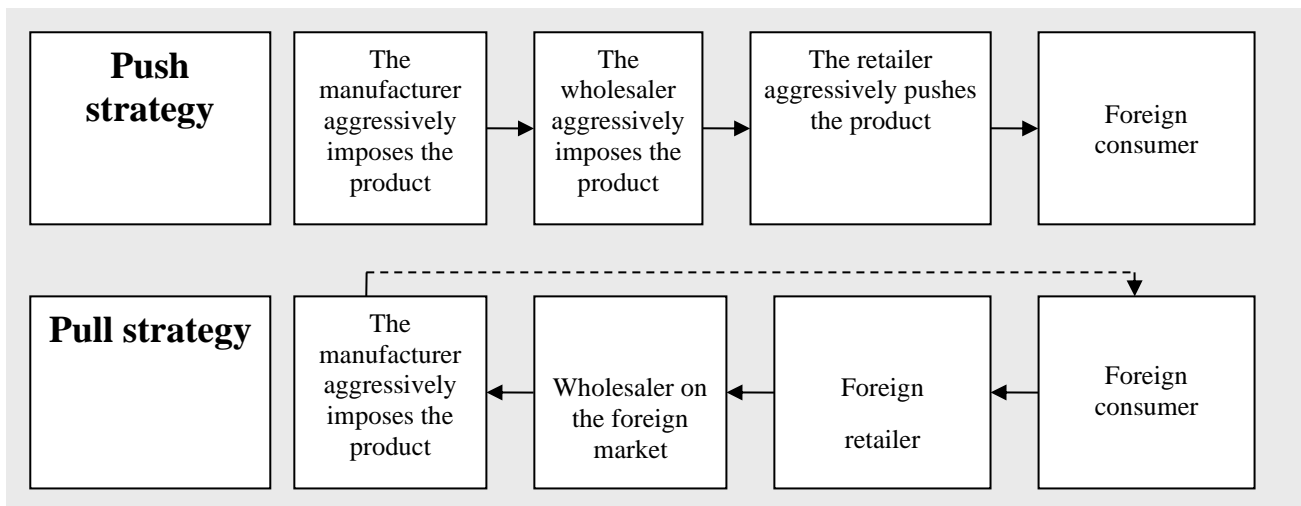 Push
strategy
The
manufacturer
aggressively
imposes the
product
The
wholesaler
aggressively
imposes the
product
The retailer
aggressively pushes
the product
Foreign
consumer
Pull strategy
The
manufacturer
aggressively
imposes the
product
Wholesaler on
the foreign
market
Foreign
retailer
Foreign
consumer